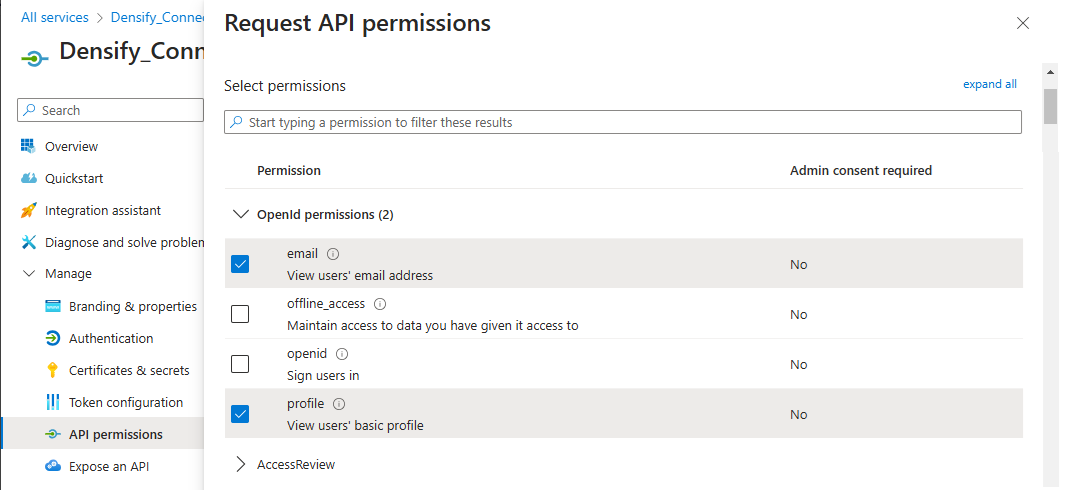 All services > Densify_Connec
Densify_Conn
Search
Overview
Quickstart
Integration assistant
Diagnose and solve problem
Manage
Branding & properties
Authentication
Certificates & secrets
Token configuration
API permissions
Expose an API
Request API permissions
Select permissions
expand all
Start typing a permission to filter these results
Permission Admin consent required
OpenId permissions (2)
email
View users' email address
No
offline_access
Maintain access to data you have given it access to
No
openid
Sign users in
No
profile
View users' basic profile
No
AccessReview